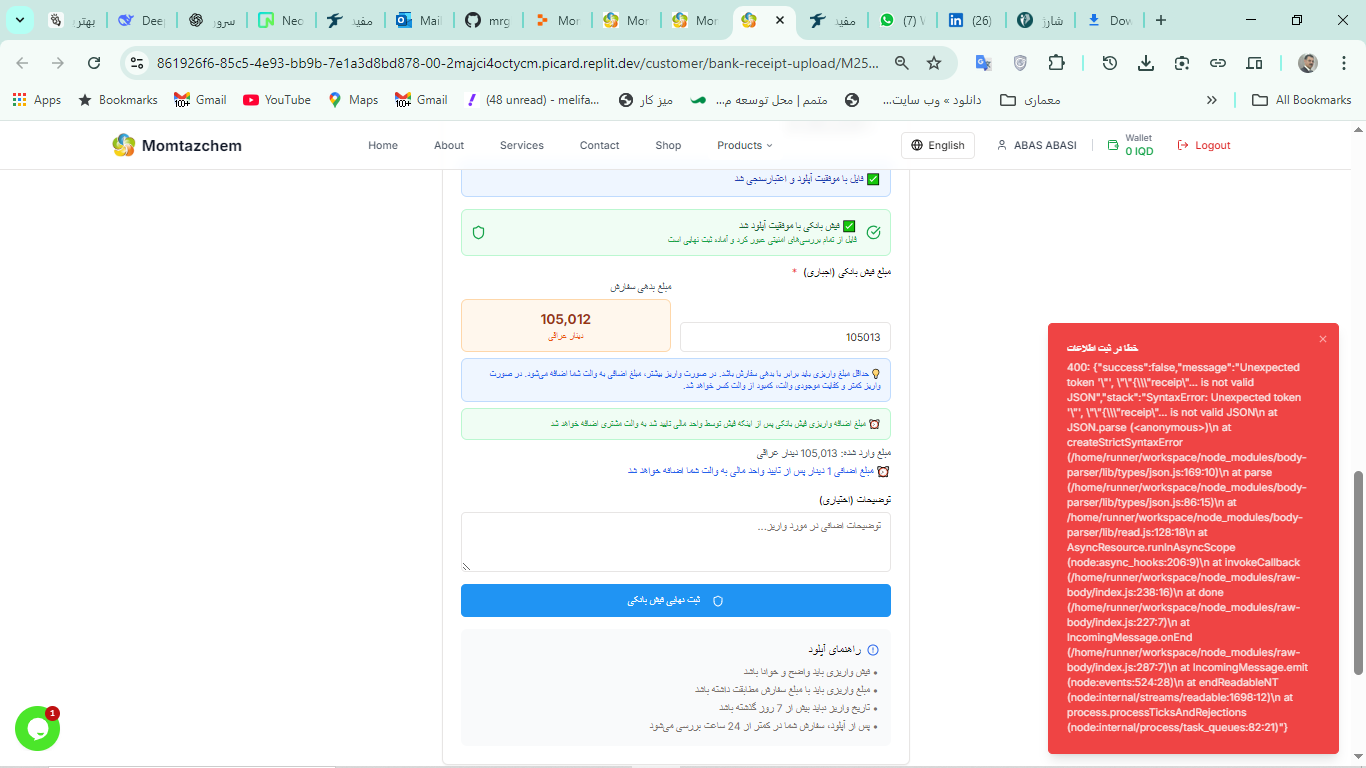 بهتری
Deep
سرور
Neo
مفید
Mail
mrg
Mor
Mor
Mor
مفید
(7) W
(26)
شارژ
Dow
861926f6-85c5-4e93-bb9b-7e1a3d8bd878-00-2majci4octycm.picard.replit.dev/customer/bank-receipt-upload/M25...
Apps
Bookmarks
Gmail
YouTube
Maps
Gmail
(48 unread) - melifa...
میز کار
متمم | محل توسعه م...
دانلود » وب سایت...
معماری
»
All Bookmarks
Momtazchem
Home
About
Services
Contact
Shop
Products
English
ABAS ABASI
Wallet
0 IQD
Logout
✅ فایل با موفقیت آپلود و اعتبارسنجی شد
✅ فیش بانکی با موفقیت آپلود شد
فایل از تمام بررسی‌های امنیتی عبور کرد و آماده ثبت نهایی است
مبلغ فیش بانکی (اجباری) *
مبلغ بدهی سفارش
105,012
دینار عراقی
105013
💡 حداقل مبلغ واریزی باید برابر با بدهی سفارش باشد. در صورت واریز بیشتر، مبلغ اضافی به والت شما اضافه می‌شود. در صورت
واریز کمتر و کفایت موجودی والت، کمبود از والت کسر خواهد شد.
⏰ مبلغ اضافه واریزی فیش بانکی پس از اینکه فیش توسط واحد مالی تایید شد به والت مشتری اضافه خواهد شد
مبلغ وارد شده: 105,013 دینار عراقی
⏰ مبلغ اضافی 1 دینار پس از تایید واحد مالی به والت شما اضافه خواهد شد
توضیحات (اختیاری)
توضیحات اضافی در مورد واریز...
ثبت نهایی فیش بانکی
راهنمای آپلود
• فیش واریزی باید واضح و خوانا باشد
• مبلغ واریزی باید با مبلغ سفارش مطابقت داشته باشد
• تاریخ واریز نباید بیش از 7 روز گذشته باشد
• پس از آپلود، سفارش شما در کمتر از 24 ساعت بررسی می‌شود
1
خطا در ثبت اطلاعات
400: {"success":false,"message":"Unexpected
token '\"', \"\"{\\\"receip\"... is not valid
JSON","stack":"SyntaxError: Unexpected token
'\"', \"\"{\\\"receip\"... is not valid JSON\n at
JSON.parse (<anonymous>)\n at
createStrictSyntaxError
(/home/runner/workspace/node_modules/body-
parser/lib/types/json.js:169:10)\n at parse
(/home/runner/workspace/node_modules/body-
parser/lib/types/json.js:86:15)\n at
/home/runner/workspace/node_modules/body-
parser/lib/read.js:128:18\n at
AsyncResource.runInAsyncScope
(node:async_hooks:206:9)\n at invokeCallback
(/home/runner/workspace/node_modules/raw-
body/index.js:238:16)\n at done
(/home/runner/workspace/node_modules/raw-
body/index.js:227:7)\n at
IncomingMessage.onEnd
(/home/runner/workspace/node_modules/raw-
body/index.js:287:7)\n at IncomingMessage.emit
(node:events:524:28)\n at endReadableNT
(node:internal/streams/readable:1698:12)\n at
process.processTicksAndRejections
(node:internal/process/task_queues:82:21)"}